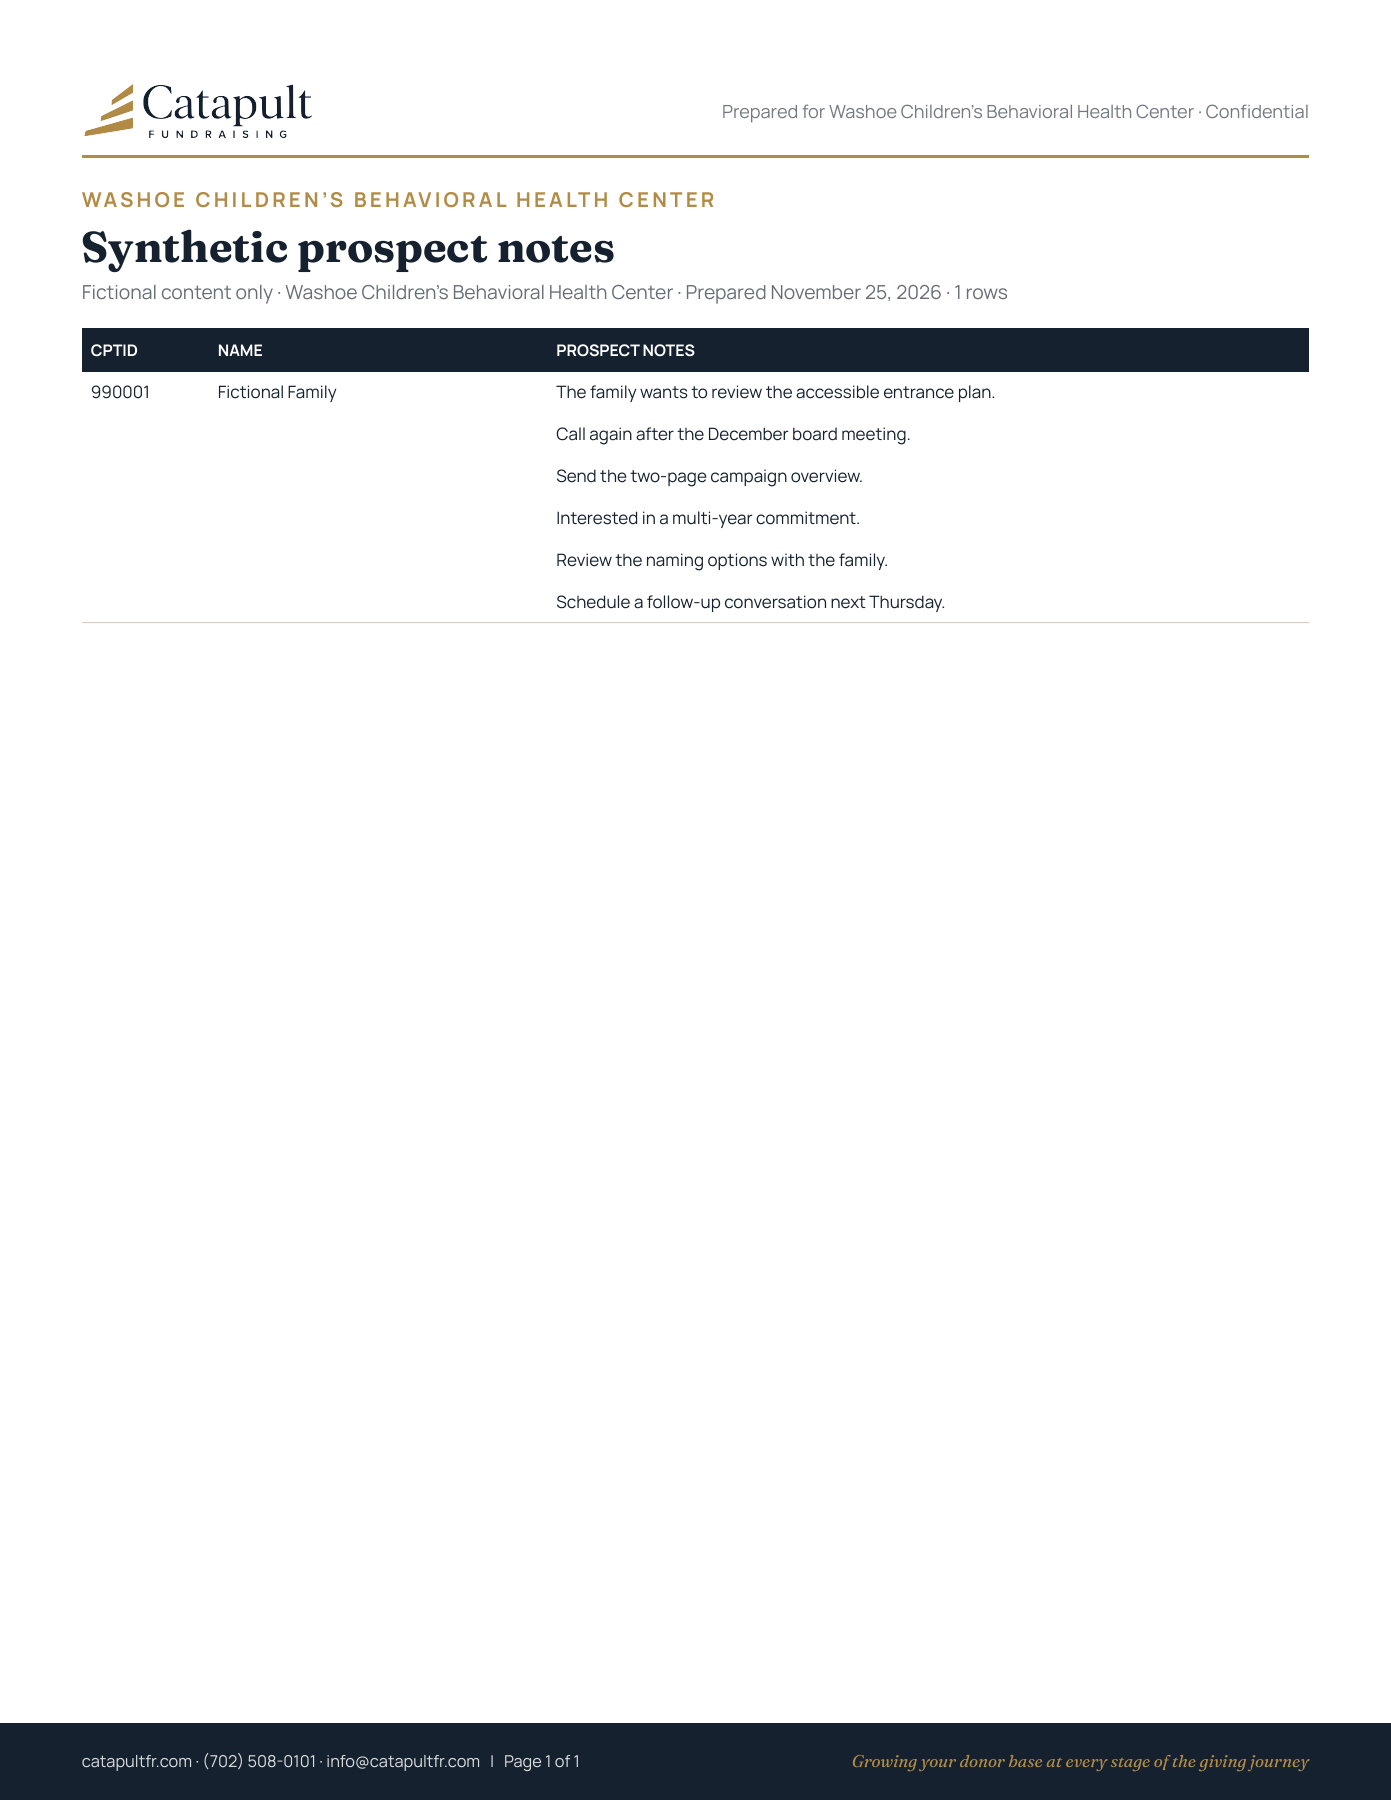 Catapult
FUNDRAISING
Prepared for Washoe Children's Behavioral Health Center · Confidential
WASHOE CHILDREN'S BEHAVIORAL HEALTH CENTER
Synthetic prospect notes
Fictional content only · Washoe Children's Behavioral Health Center · Prepared November 25, 2026 · 1 rows
CPTID NAME PROSPECT NOTES
990001 Fictional Family The family wants to review the accessible entrance plan.
Call again after the December board meeting.
Send the two-page campaign overview.
Interested in a multi-year commitment.
Review the naming options with the family.
Schedule a follow-up conversation next Thursday.
catapultfr.com · (702) 508-0101 · info@catapultfr.com | Page 1 of 1
Growing your donor base at every stage of the giving journey